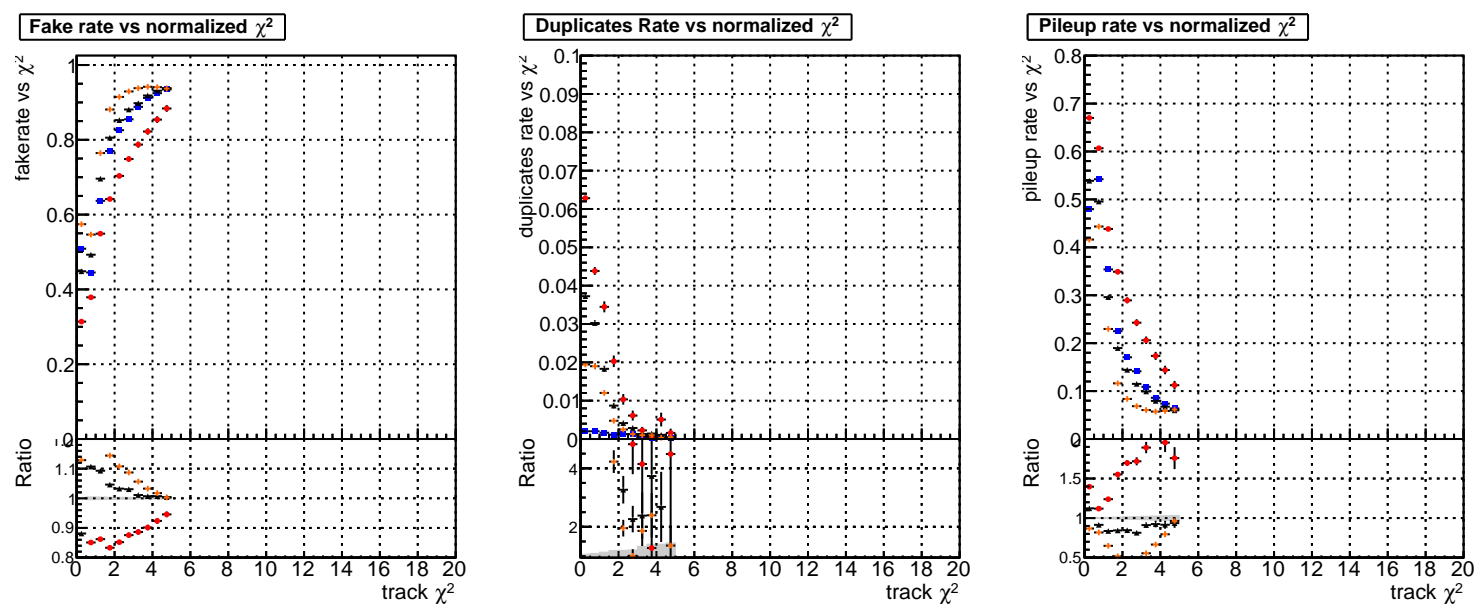 Fake rate vs normalized χ²
fakerate vs χ²
1
0.8
0.6
0.4
0.2
0
Ratio
1.1
1
0.9
0.8
0 2 4 6 8 10 12 14 16 18 20
track χ²
Duplicates Rate vs normalized χ²
duplicates rate vs χ²
0.1
0.09
0.08
0.07
0.06
0.05
0.04
0.03
0.02
0.01
0
Ratio
4
2
0 2 4 6 8 10 12 14 16 18 20
track χ²
Pileup rate vs normalized χ²
pileup rate vs χ²
0.8
0.7
0.6
0.5
0.4
0.3
0.2
0.1
Ratio
1.5
1
0.5
0 2 4 6 8 10 12 14 16 18 20
track χ²